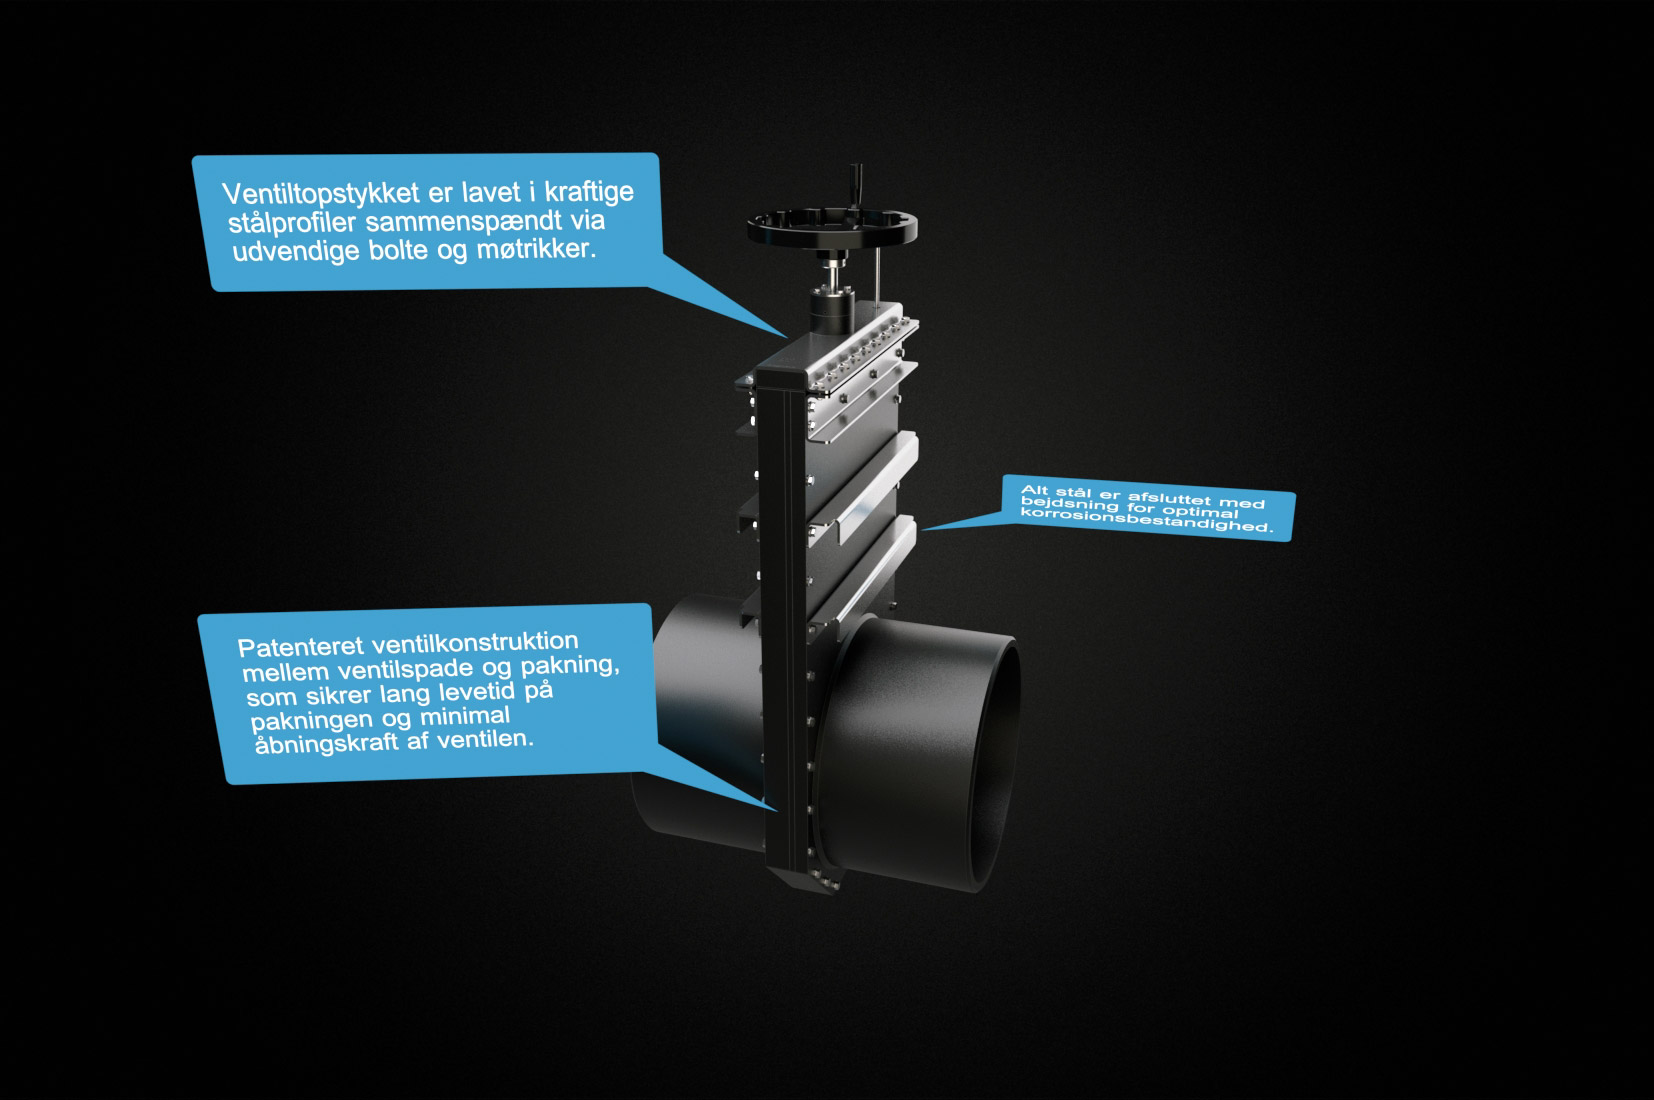 Ventiltopstykket er lavet i kraftige
stålprofiler sammenspændt via
udvendige bolte og møtrikker.
Alt stål er afsluttet med
bejdsning for optimal
korrosionsbestandighed.
Patenteret ventilkonstruktion
mellem ventilspade og pakning,
som sikrer lang levetid på
pakningen og minimal
åbningskraft af ventilen.